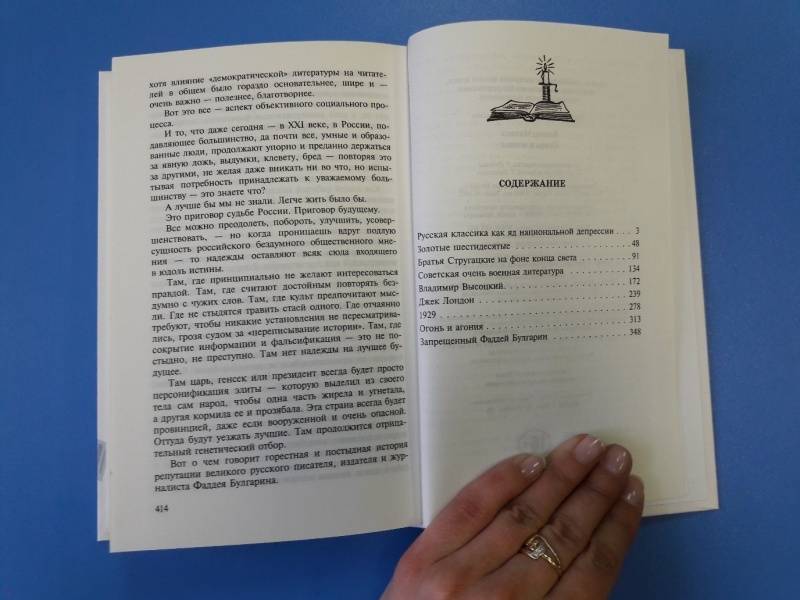 хотя влияние «демократической» литературы на читате-
лей в общем было гораздо основательнее, шире и —
очень важно — полезнее, благотворнее.
Вот это все — аспект объективного социального про-
цесса.
И то, что даже сегодня — в XXI веке, в России, по-
давляющее большинство, да почти все, умные и образо-
ванные люди, продолжают упорно и преданно держаться
за явную ложь, выдумки, клевету, бред — повторяя это
за другими, не желая даже вникать ни во что, но испы-
тывая потребность принадлежать к уважаемому боль-
шинству — это знаете что?
А лучше бы мы не знали. Легче жить было бы.
Это приговор судьбе России. Приговор будущему.
Все можно преодолеть, побороть, улучшить, усовер-
шенствовать, — но когда проницаешь вдруг подлую
сущность российского бездумного общественного мне-
ния — то надежды оставляют всяк сюда входящего
в юдоль истины.
Там, где принципиально не желают интересоваться
правдой. Там, где считают достойным повторять без-
думно с чужих слов. Там, где культ предпочитают мыс-
ли. Где не стыдятся травить стаей одного. Где отчаянно
требуют, чтобы никакие установления не пересматрива-
лись, грозя судом за «переписывание истории». Там, где
сокрытие информации и фальсификация — это не по-
стыдно, не преступно. Там нет надежды на лучшее бу-
дущее.
Там царь, генсек или президент всегда будет просто
персонификация элиты — которую выделил из своего
тела сам народ, чтобы одна часть жирела и угнетала,
а другая кормила ее и прозябала. Эта страна всегда будет
провинцией, даже если вооруженной и очень опасной.
Оттуда будут уезжать лучшие. Там продолжится отрица-
тельный генетический отбор.
Вот о чем говорит горестная и постыдная история
репутации великого русского писателя, издателя и жур-
налиста Фаддея Булгарина.
414
СОДЕРЖАНИЕ
Русская классика как яд национальной депрессии . . . 3
Золотые шестидесятые . . . 48
Братья Стругацкие на фоне конца света . . . 91
Советская очень военная литература . . . 134
Владимир Высоцкий. . . . 172
Джек Лондон . . . 239
1929 . . . 278
Огонь и агония . . . 313
Запрещенный Фаддей Булгарин . . . 348